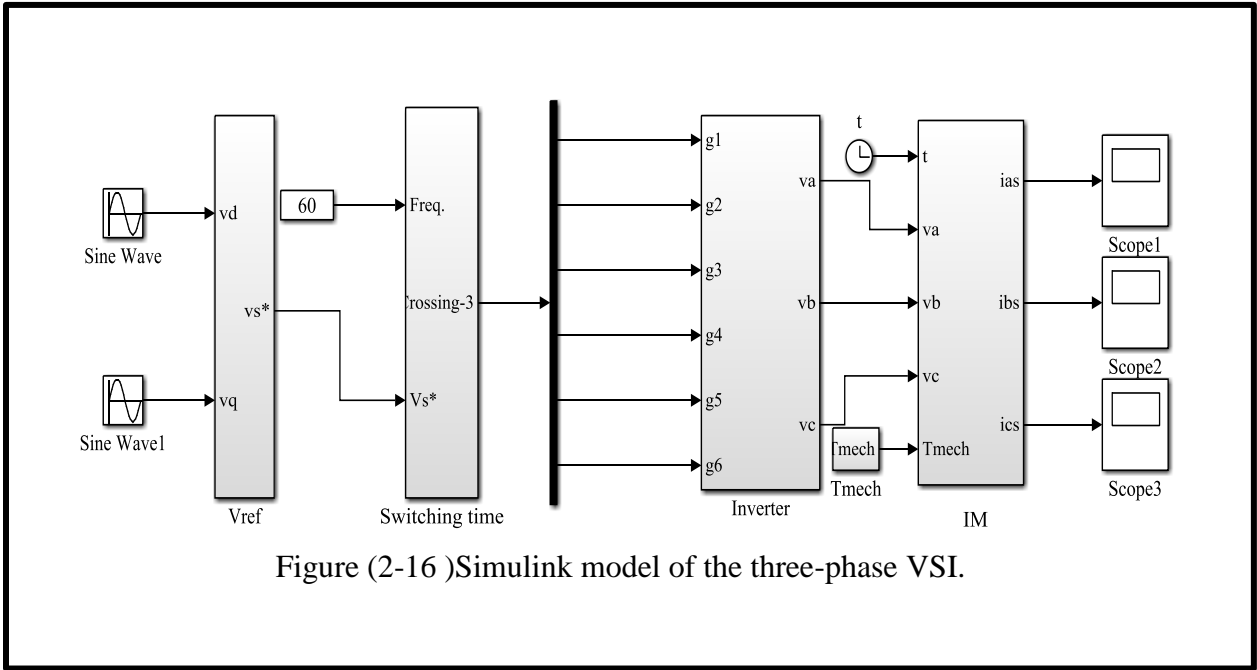 Sine Wave
Sine Wave1
vd
vq
vs*
Vref
60
Freq.
Crossing-3
Vs*
Switching time
g1
g2
g3
g4
g5
g6
va
vb
vc
Inverter
t
Tmech
Tmech
t
va
vb
vc
Tmech
ias
ibs
ics
IM
Scope1
Scope2
Scope3
Figure (2-16 )Simulink model of the three-phase VSI.